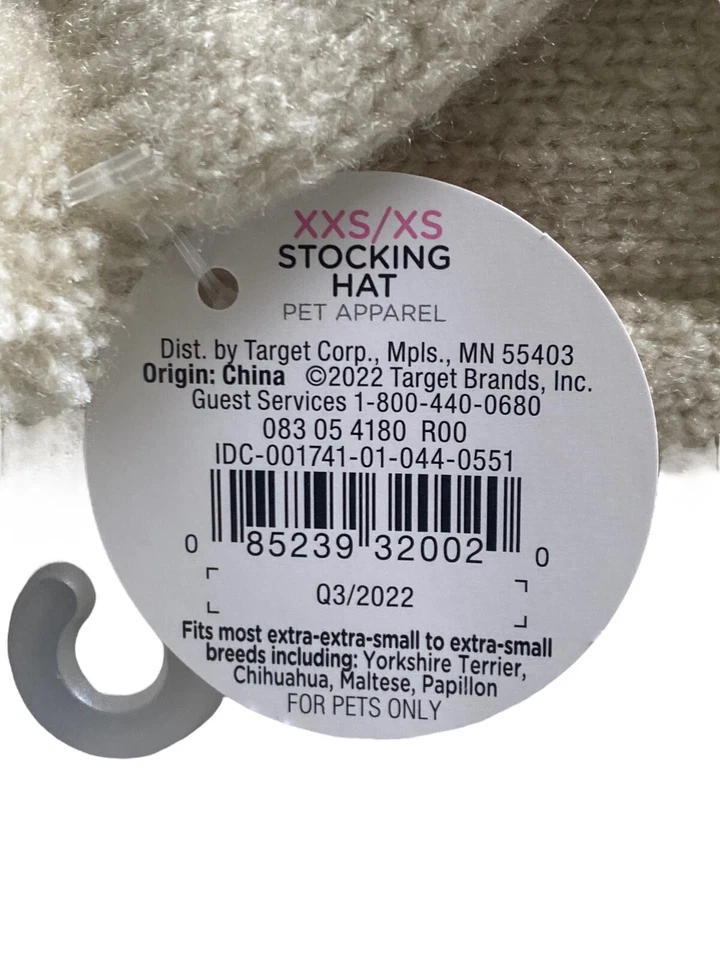 XXS/XS
STOCKING
HAT
PET APPAREL
Dist. by Target Corp., Mpls., MN 55403
Origin: China ©2022 Target Brands, Inc.
Guest Services 1-800-440-0680
083 05 4180 R00
IDC-001741-01-044-0551
0 85239 32002 0
Q3/2022
Fits most extra-extra-small to extra-small
breeds including: Yorkshire Terrier,
Chihuahua, Maltese, Papillon
FOR PETS ONLY